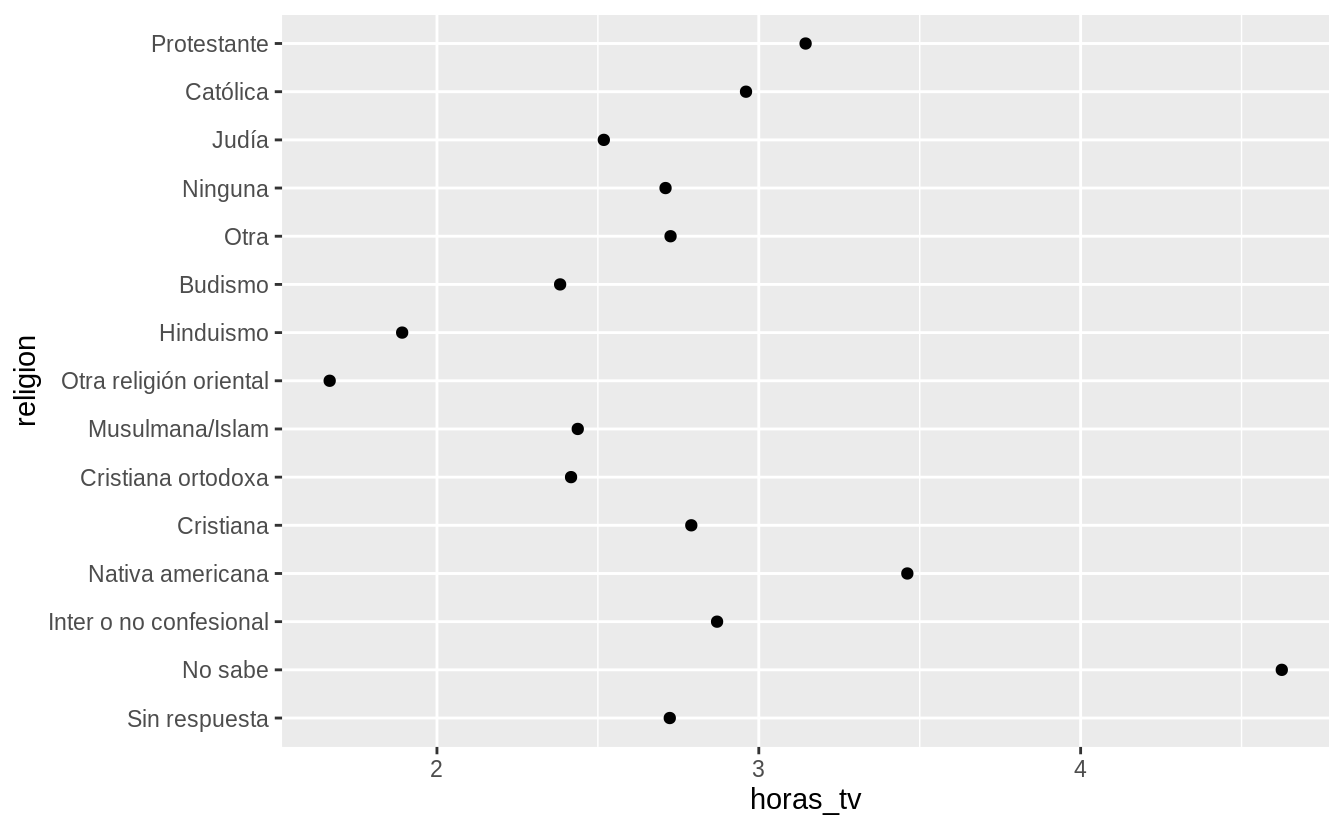 Protestante
Católica
Judía
Ninguna
Otra
Budismo
Hinduismo
Otra religión oriental
Musulmana/Islam
Cristiana ortodoxa
Cristiana
Nativa americana
Inter o no confesional
No sabe
Sin respuesta
religion
2 3 4
horas_tv